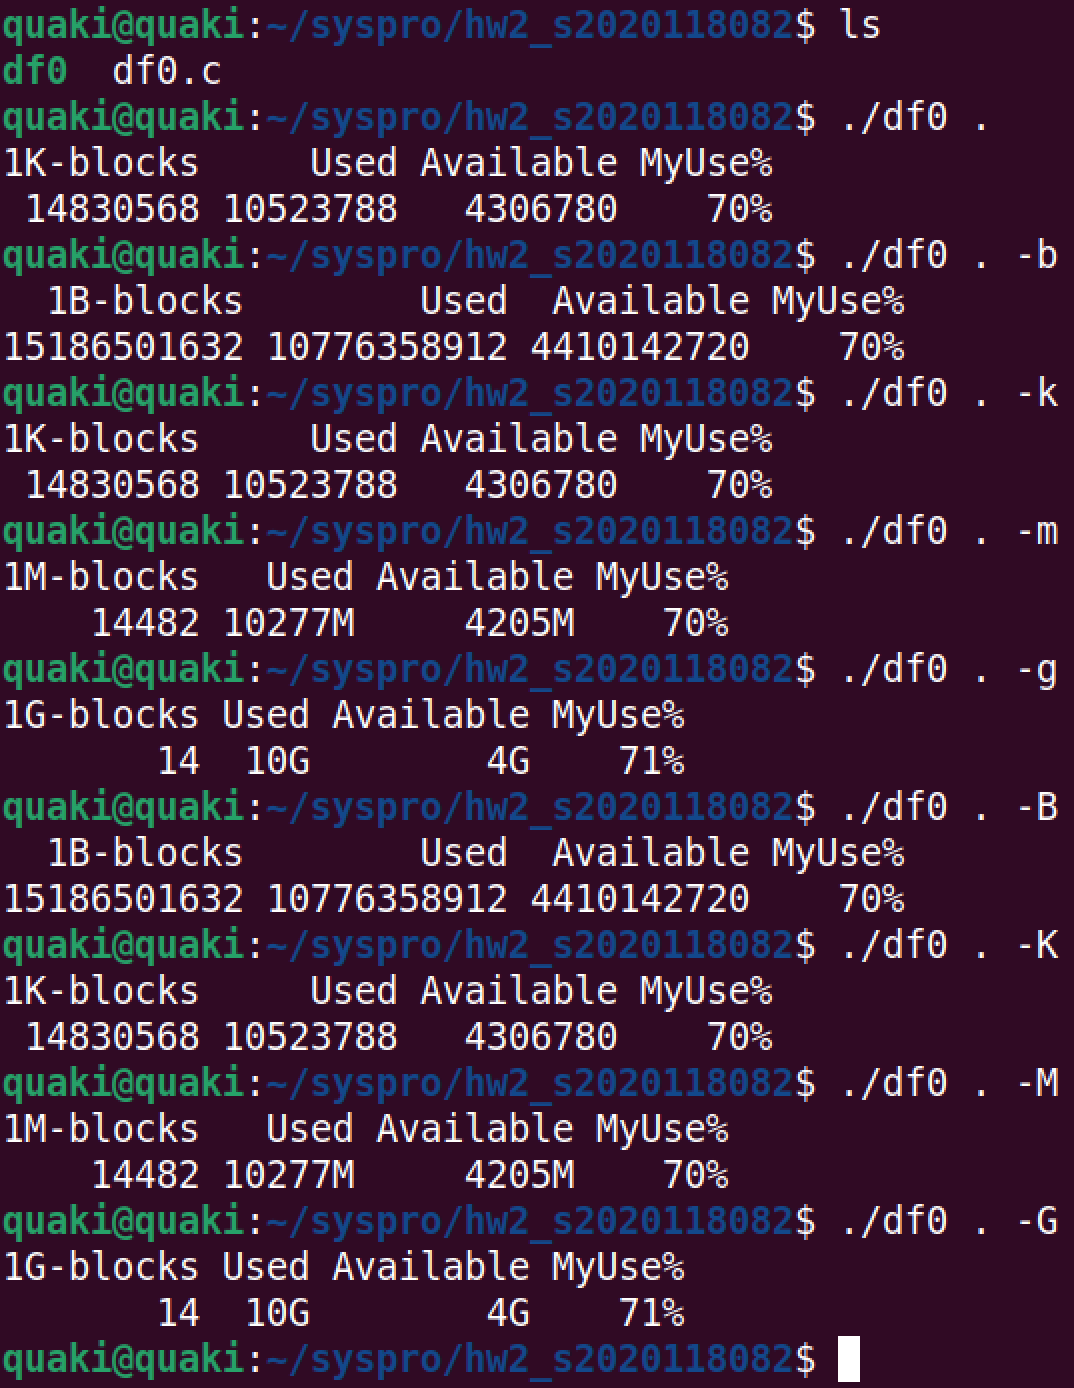 quaki@quaki:~/syspro/hw2_s2020118082$ ls
df0  df0.c
quaki@quaki:~/syspro/hw2_s2020118082$ ./df0 .
1K-blocks     Used Available MyUse%
 14830568 10523788   4306780    70%
quaki@quaki:~/syspro/hw2_s2020118082$ ./df0 . -b
  1B-blocks        Used  Available MyUse%
15186501632 10776358912 4410142720    70%
quaki@quaki:~/syspro/hw2_s2020118082$ ./df0 . -k
1K-blocks     Used Available MyUse%
 14830568 10523788   4306780    70%
quaki@quaki:~/syspro/hw2_s2020118082$ ./df0 . -m
1M-blocks   Used Available MyUse%
    14482 10277M     4205M    70%
quaki@quaki:~/syspro/hw2_s2020118082$ ./df0 . -g
1G-blocks Used Available MyUse%
       14  10G        4G    71%
quaki@quaki:~/syspro/hw2_s2020118082$ ./df0 . -B
  1B-blocks        Used  Available MyUse%
15186501632 10776358912 4410142720    70%
quaki@quaki:~/syspro/hw2_s2020118082$ ./df0 . -K
1K-blocks     Used Available MyUse%
 14830568 10523788   4306780    70%
quaki@quaki:~/syspro/hw2_s2020118082$ ./df0 . -M
1M-blocks   Used Available MyUse%
    14482 10277M     4205M    70%
quaki@quaki:~/syspro/hw2_s2020118082$ ./df0 . -G
1G-blocks Used Available MyUse%
       14  10G        4G    71%
quaki@quaki:~/syspro/hw2_s2020118082$